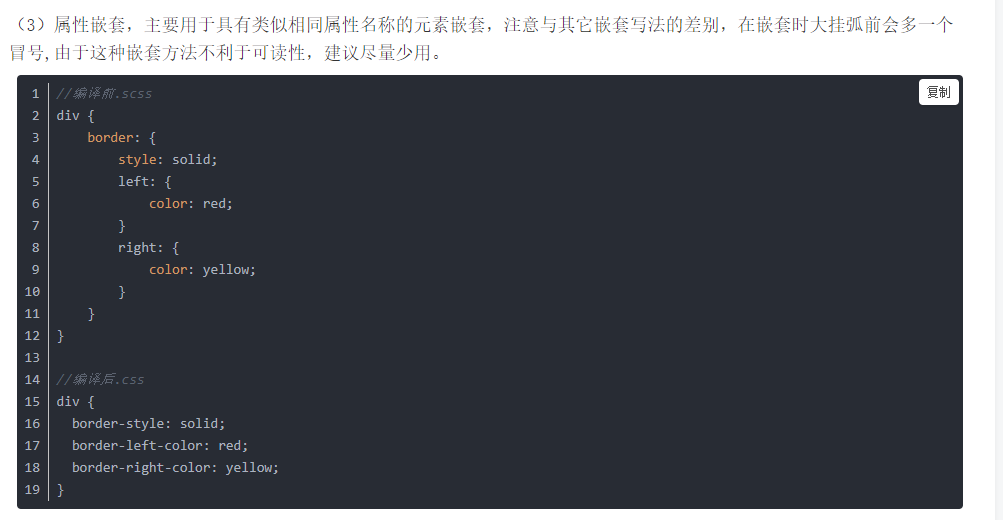 （3）属性嵌套，主要用于具有类似相同属性名称的元素嵌套，注意与其它嵌套写法的差别，在嵌套时大挂弧前会多一个
冒号,由于这种嵌套方法不利于可读性，建议尽量少用。
复制
1 //编译前.scss
2 div {
3     border: {
4         style: solid;
5         left: {
6             color: red;
7         }
8         right: {
9             color: yellow;
10         }
11     }
12 }
13
14 //编译后.css
15 div {
16   border-style: solid;
17   border-left-color: red;
18   border-right-color: yellow;
19 }